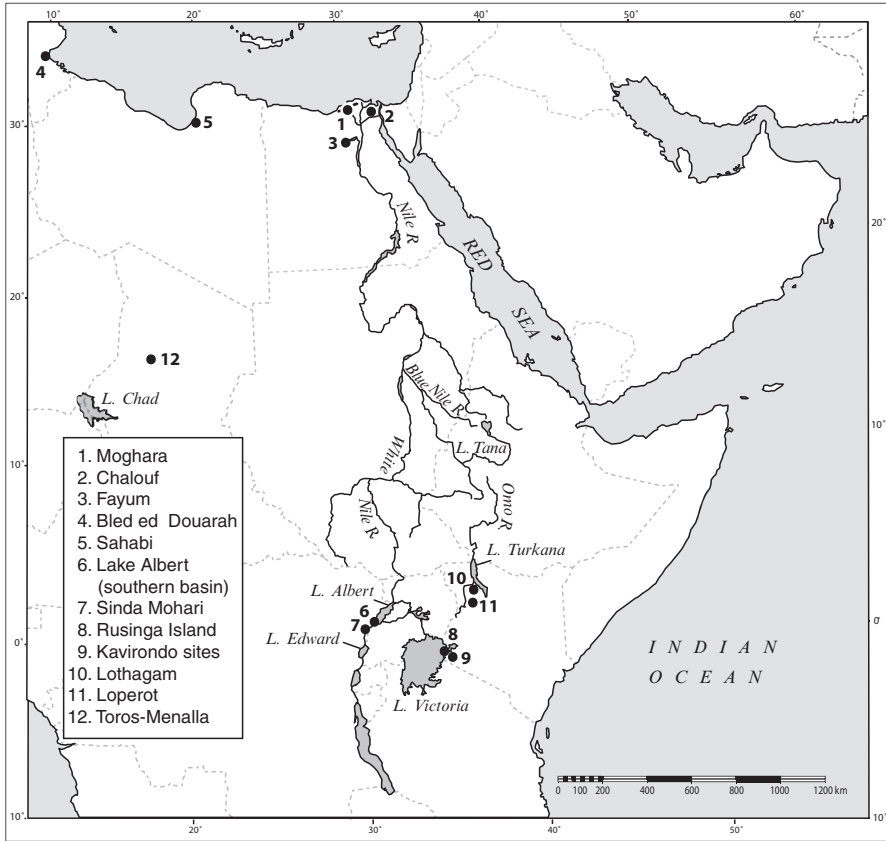 10° 20° 30° 40° 50° 60°
4
5
1
2
3
30° 20°
Nile R
RED
SEA
20° 10°
12
L. Chad
Blue Nile R.
L. Tana
White
Nile R
Omo R
10° 0°
1. Moghara
2. Chalouf
3. Fayum
4. Bled ed Douarah
5. Sahabi
6. Lake Albert
(southern basin)
7. Sinda Mohari
8. Rusinga Island
9. Kavirondo sites
10. Lothagam
11. Loperot
12. Toros-Menalla
L. Turkana
10
11
L. Albert
6
7
L. Edward
8
9
0°
L. Victoria
INDIAN
OCEAN
0 100 200 400 600 800 1000 1200 km
10° 10°
20° 30° 40° 50°